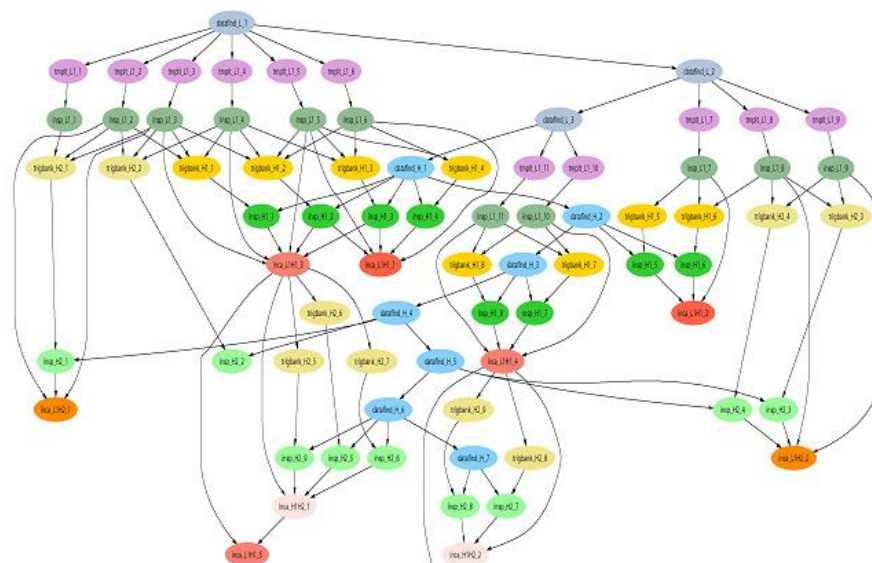 datafind_L_1
tmplt_L1_1 tmplt_L1_2 tmplt_L1_3 tmplt_L1_4 tmplt_L1_5 tmplt_L1_6 datafind_L_2
insp_L1_1 insp_L1_2 insp_L1_3 insp_L1_4 insp_L1_5 insp_L1_6 datafind_L_3 tmplt_L1_7 tmplt_L1_8 tmplt_L1_9
trigbank_H2_1 trigbank_H2_2 trigbank_H1_1 trigbank_H1_2 trigbank_H1_3 datafind_H_1 trigbank_H1_4 tmplt_L1_11 tmplt_L1_10 insp_L1_7 insp_L1_8 insp_L1_9
insp_H1_1 insp_H1_2 insp_H1_3 insp_H1_4 insp_L1_11 insp_L1_10 datafind_H_2 trigbank_H1_5 trigbank_H1_6 trigbank_H2_4 trigbank_H2_3
inca_L1H1_3 inca_L1H1_1 trigbank_H1_8 datafind_H_3 trigbank_H1_7 insp_H1_5 insp_H1_6
trigbank_H2_6 datafind_H_4 insp_H1_8 insp_H1_7 inca_L1H1_2
insp_H2_1 insp_H2_2 trigbank_H2_5 trigbank_H2_7 datafind_H_5 inca_L1H1_4
inca_L1H2_1 datafind_H_6 trigbank_H2_9 insp_H2_4 insp_H2_3
insp_H2_9 insp_H2_5 insp_H2_6 datafind_H_7 trigbank_H2_8 inca_L1H2_2
inca_H1H2_1 insp_H2_8 insp_H2_7
inca_L1H1_5 inca_H1H2_2